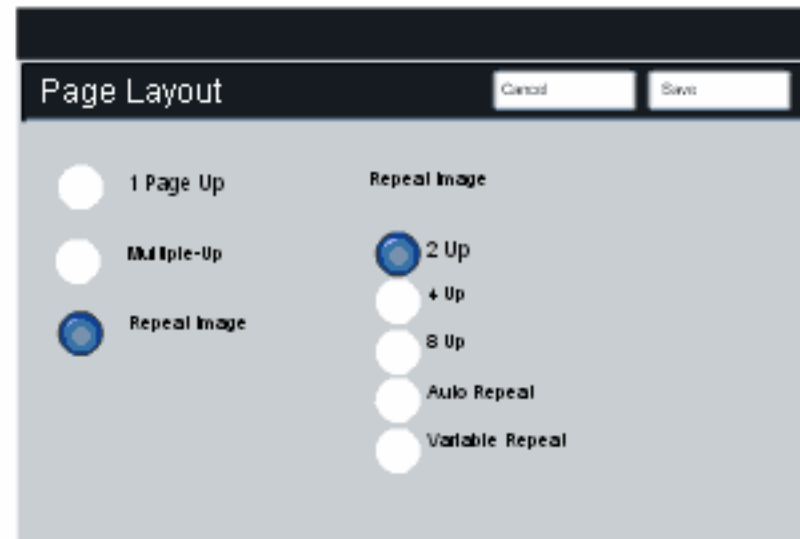 Page Layout
Cancel
Save
1 Page Up
Multiple-Up
Repeat Image
Repeat Image
2 Up
4 Up
8 Up
Auto Repeat
Variable Repeat